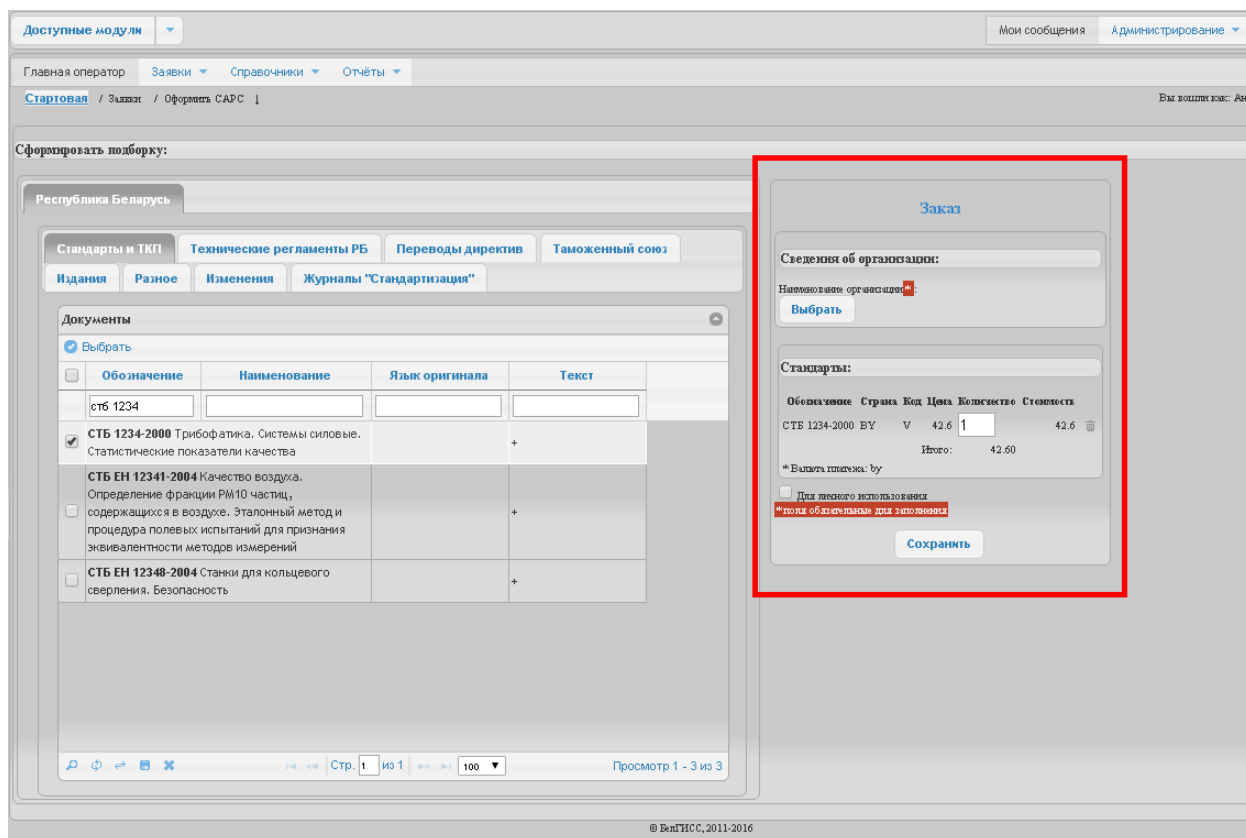 Доступные модули
Мои сообщения Администрирование
Главная оператор Заявки Справочники Отчёты
Стартовая / Заявки / Оформить САРС ↓
Вы вошли как: Ан
Сформировать подборку:
Республика Беларусь
Стандарты и ТКП Технические регламенты РБ Переводы директив Таможенный союз
Издания Разное Изменения Журналы "Стандартизация"
Документы
Выбрать
Обозначение Наименование Язык оригинала Текст
стб 1234
СТБ 1234-2000 Трибофатика. Системы силовые.
Статистические показатели качества
+
СТБ ЕН 12341-2004 Качество воздуха.
Определение фракции РМ10 частиц,
содержащихся в воздухе. Эталонный метод и
процедура полевых испытаний для признания
эквивалентности методов измерений
+
СТБ ЕН 12348-2004 Станки для кольцевого
сверления. Безопасность
+
Стр. 1 из 1 100 Просмотр 1 - 3 из 3
Заказ
Сведения об организации:
Наименование организации*:
Выбрать
Стандарты:
Обозначение Страна Код Цена Количество Стоимость
СТБ 1234-2000 BY V 42.6 1 42.6
Итого: 42.60
* Валюта платежа: by
Для личного использования
*поля обязательные для заполнения
Сохранить
© БелГИСС, 2011-2016